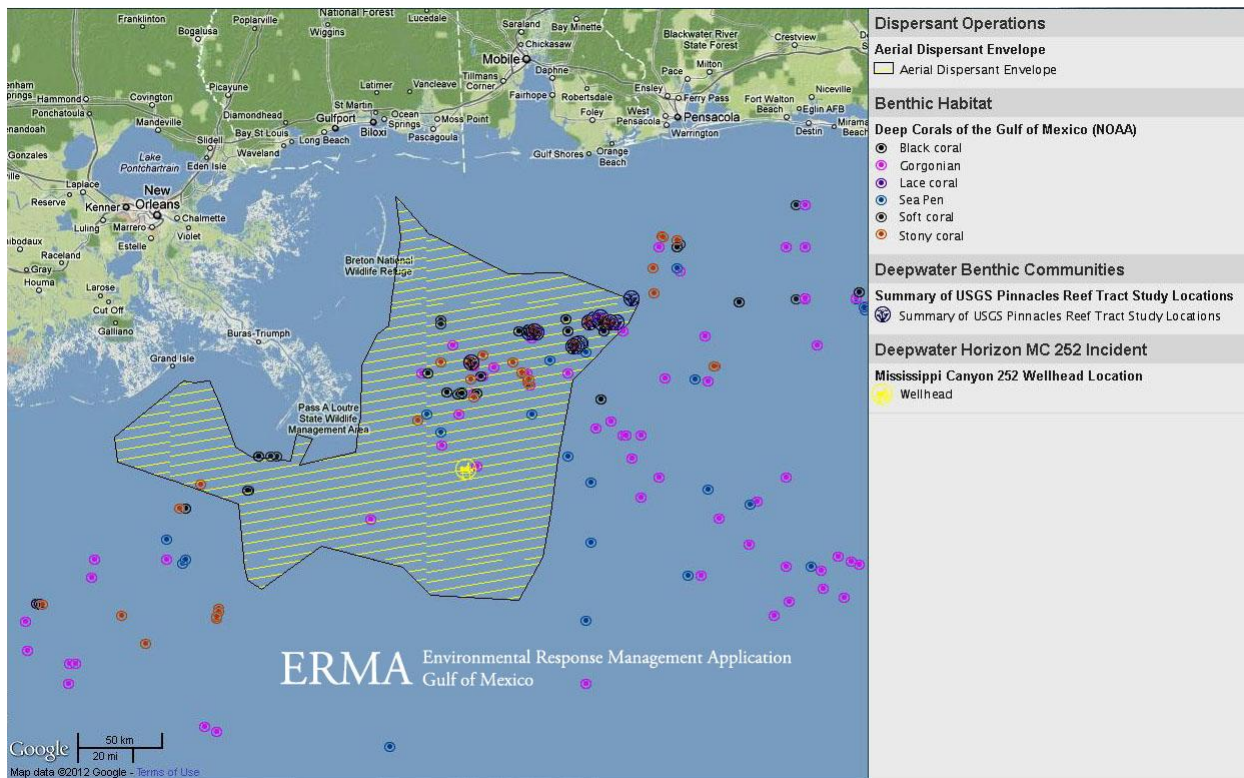 Franklinton
Poplarville
National Forest
Lucedale
Saraland
Bay Minette
Bogalusa
Wiggins
Chickasaw
Blackwater River
State Forest
Crestview
Mobile
Milton
Picayune
Latimer
Vancleave
Tillmans
Corner
Daphne
Pace
Hammond
Covington
St Martin
Fairhope
Robertsdale
Ensley
Ferry Pass
Fort Walton
Beach
Niceville
Ponchatoula
Mandeville
Diamondhead
Gulfport
Ocean
Springs
Moss Point
Foley
West
Pensacola
Pensacola
Eglin AFB
Slidell
Bay St Louis
Biloxi
Pascagoula
Warrington
Destin
Gonzales
Lake
Pontchartrain
Waveland
Long Beach
Gulf Shores
Orange
Beach
Eden Isle
Laplace
New
Orleans
Reserve
Kenner
Chalmette
Luling
Marrero
Violet
Estelle
Raceland
Gray
Houma
Larose
Cut Off
Galliano
Breton National
Wildlife Refuge
Buras-Triumph
Grand Isle
Pass A Loutre
State Wildlife
Management Area
ERMA
Environmental Response Management Application
Gulf of Mexico
Google
50 km
20 mi
Map data ©2012 Google - Terms of Use
Dispersant Operations
Aerial Dispersant Envelope
Aerial Dispersant Envelope
Benthic Habitat
Deep Corals of the Gulf of Mexico (NOAA)
Black coral
Gorgonian
Lace coral
Sea Pen
Soft coral
Stony coral
Deepwater Benthic Communities
Summary of USGS Pinnacles Reef Tract Study Locations
Summary of USGS Pinnacles Reef Tract Study Locations
Deepwater Horizon MC 252 Incident
Mississippi Canyon 252 Wellhead Location
Wellhead